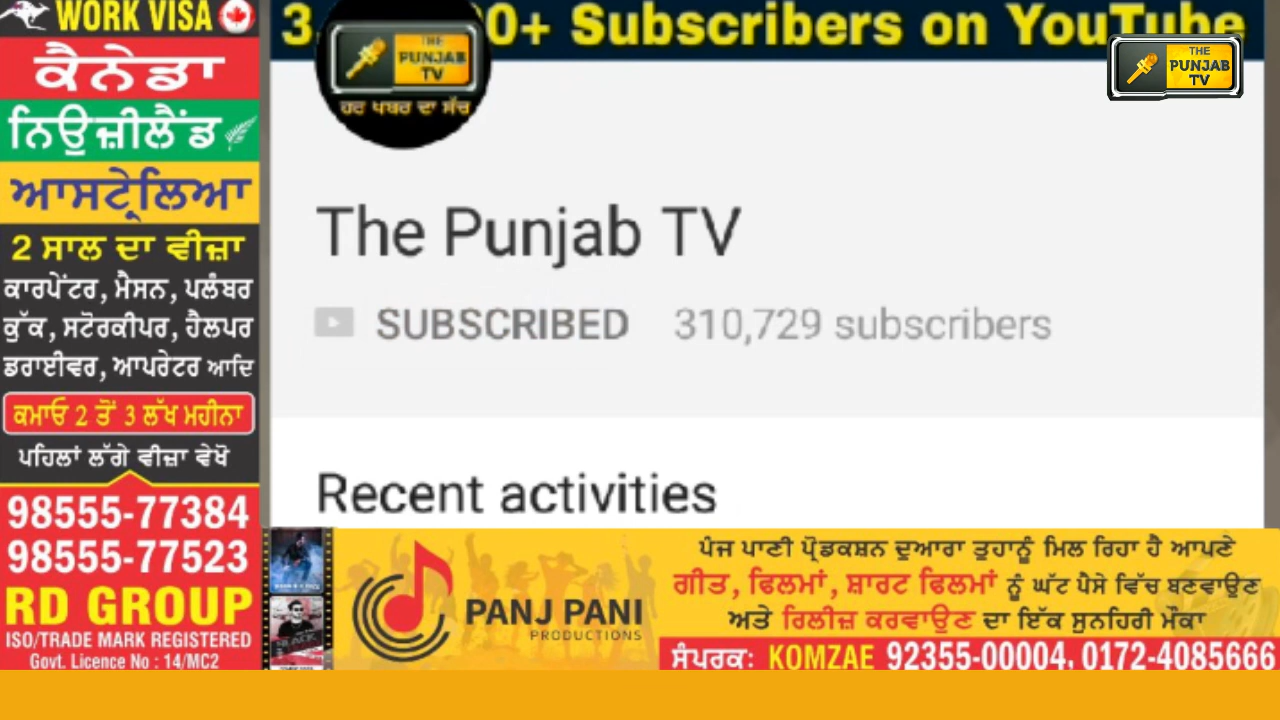 WORK VISA
ਕੈਨੇਡਾ
ਨਿਊਜ਼ੀਲੈਂਡ
ਆਸਟ੍ਰੇਲਿਆ
2 ਸਾਲ ਦਾ ਵੀਜ਼ਾ
ਕਾਰਪੇਂਟਰ, ਮੈਸਨ, ਪਲੰਬਰ
ਕੁੱਕ, ਸਟੋਰਕੀਪਰ, ਹੈਲਪਰ
ਡਰਾਈਵਰ, ਆਪਰੇਟਰ ਆਦਿ
ਕਮਾਓ 2 ਤੋਂ 3 ਲੱਖ ਮਹੀਨਾ
ਪਹਿਲਾਂ ਲੱਗੇ ਵੀਜ਼ਾ ਵੇਖੋ
98555-77384
98555-77523
RD GROUP
ISO/TRADE MARK REGISTERED
Govt. Licence No : 14/MC2
Subscribers on YouTube
THE
PUNJAB
TV
ਹਰ ਖਬਰ ਦਾ ਸੱਚ
THE
PUNJAB
TV
The Punjab TV
SUBSCRIBED 310,729 subscribers
Recent activities
PANJ PANI
PRODUCTIONS
ਪੰਜ ਪਾਣੀ ਪ੍ਰੋਡਕਸ਼ਨ ਦੁਆਰਾ ਤੁਹਾਨੂੰ ਮਿਲ ਰਿਹਾ ਹੈ ਆਪਣੇ
ਗੀਤ, ਫਿਲਮਾਂ, ਸ਼ਾਰਟ ਫਿਲਮਾਂ ਨੂੰ ਘੱਟ ਪੈਸੇ ਵਿੱਚ ਬਣਵਾਉਣ
ਅਤੇ ਰਿਲੀਜ਼ ਕਰਵਾਉਣ ਦਾ ਇੱਕ ਸੁਨਹਿਰੀ ਮੌਕਾ
ਸੰਪਰਕ: KOMZAE 92355-00004, 0172-4085666